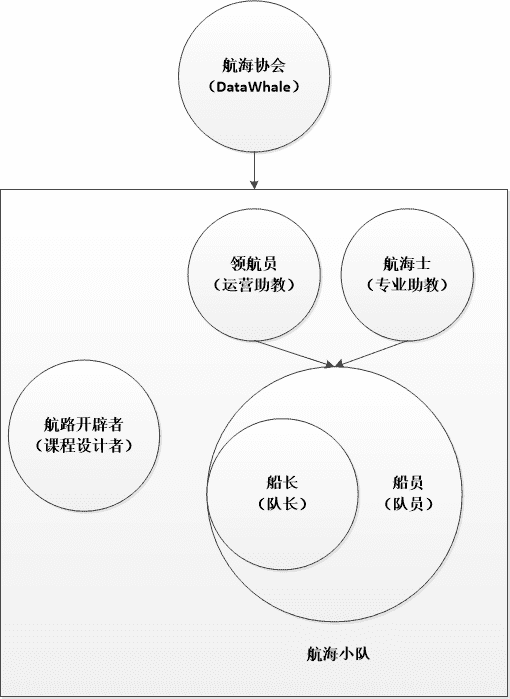 航海协会
（DataWhale）
领航员
（运营助教）
航海士
（专业助教）
航路开辟者
（课程设计者）
船长
（队长）
船员
（队员）
航海小队